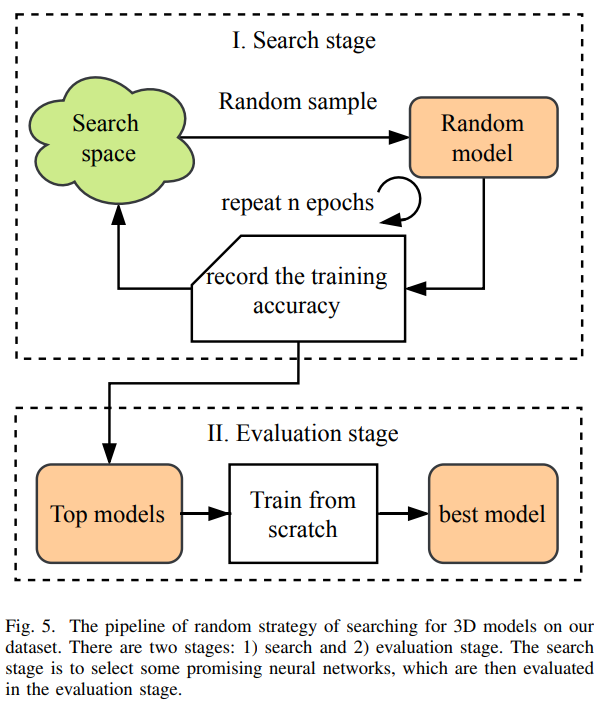 I. Search stage
Random sample
Search
space
Random
model
repeat n epochs
record the training
accuracy
II. Evaluation stage
Top models
Train from
scratch
best model
Fig. 5. The pipeline of random strategy of searching for 3D models on our
dataset. There are two stages: 1) search and 2) evaluation stage. The search
stage is to select some promising neural networks, which are then evaluated
in the evaluation stage.